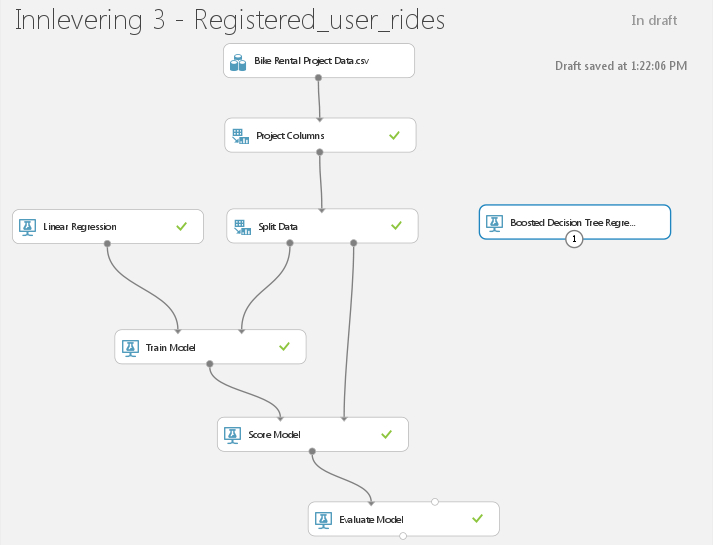 Innlevering 3 - Registered_user_rides
In draft
Draft saved at 1:22:06 PM
Bike Rental Project Data.csv
Project Columns
Linear Regression
Split Data
Boosted Decision Tree Regre...
1
Train Model
Score Model
Evaluate Model